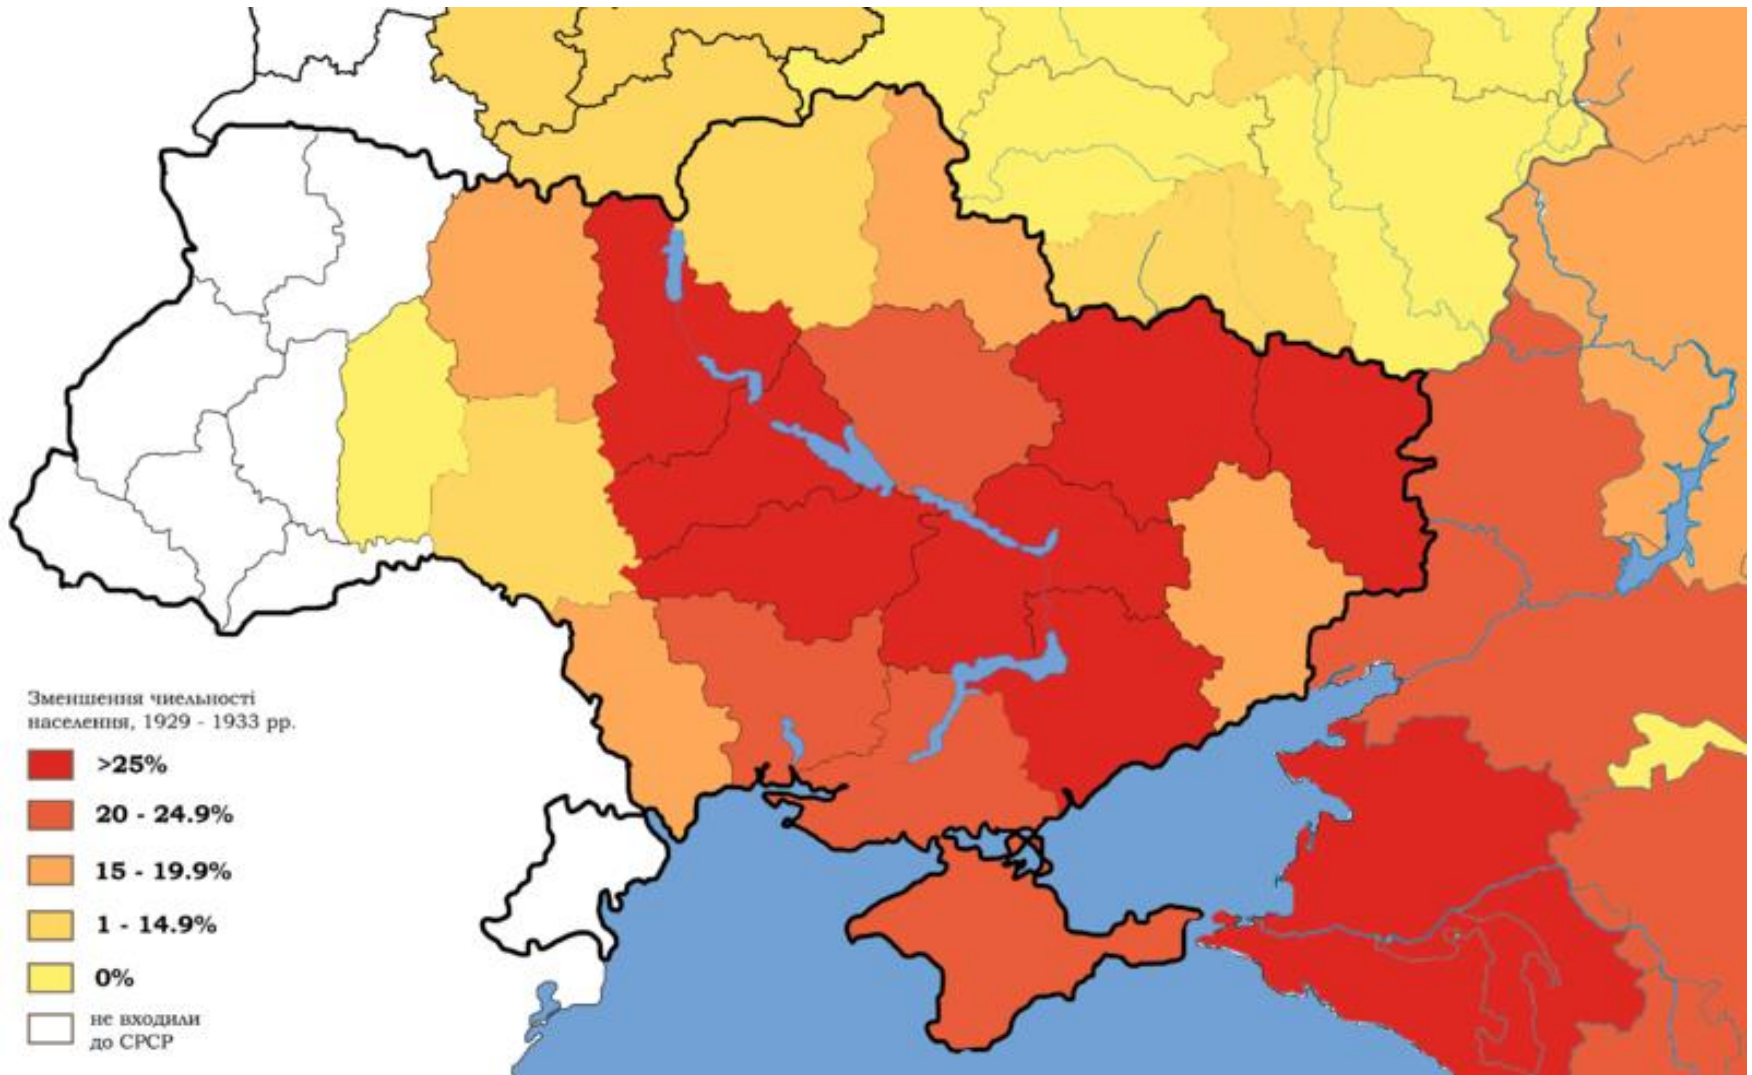 Зменшення чиельності
населення, 1929 - 1933 рр.
>25%
20 - 24.9%
15 - 19.9%
1 - 14.9%
0%
не входили
до СРСР